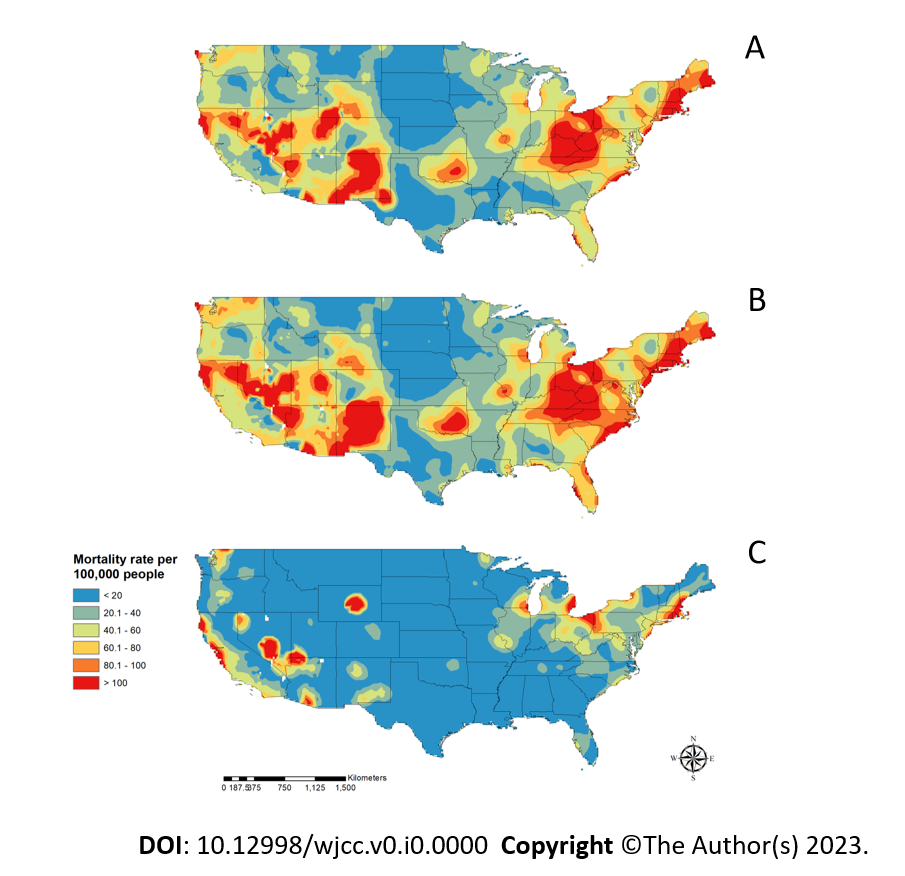 A
B
C
Mortality rate per
100,000 people
< 20
20.1 - 40
40.1 - 60
60.1 - 80
80.1 - 100
> 100
N
W E
S
Kilometers
0 187.5375 750 1,125 1,500
DOI: 10.12998/wjcc.v0.i0.0000 Copyright ©The Author(s) 2023.